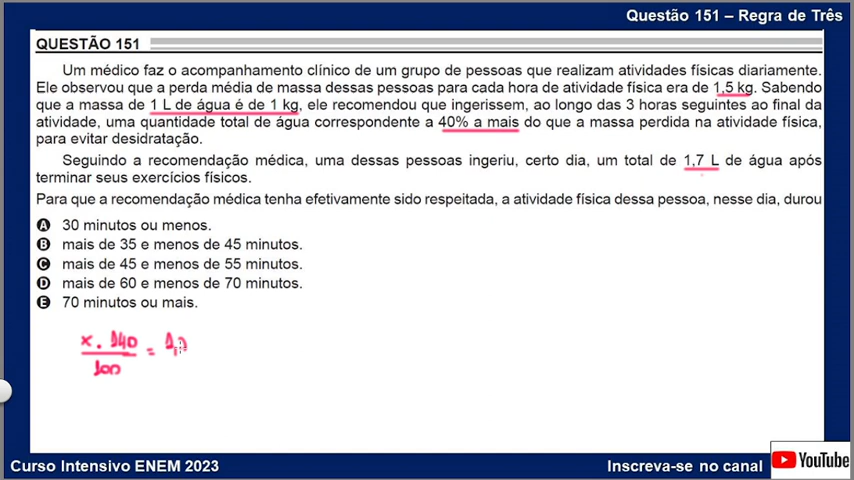 Questão 151 – Regra de Três
QUESTÃO 151
Um médico faz o acompanhamento clínico de um grupo de pessoas que realizam atividades físicas diariamente.
Ele observou que a perda média de massa dessas pessoas para cada hora de atividade física era de 1,5 kg. Sabendo
que a massa de 1 L de água é de 1 kg, ele recomendou que ingerissem, ao longo das 3 horas seguintes ao final da
atividade, uma quantidade total de água correspondente a 40% a mais do que a massa perdida na atividade física,
para evitar desidratação.
Seguindo a recomendação médica, uma dessas pessoas ingeriu, certo dia, um total de 1,7 L de água após
terminar seus exercícios físicos.
Para que a recomendação médica tenha efetivamente sido respeitada, a atividade física dessa pessoa, nesse dia, durou
A 30 minutos ou menos.
B mais de 35 e menos de 45 minutos.
C mais de 45 e menos de 55 minutos.
D mais de 60 e menos de 70 minutos.
E 70 minutos ou mais.
x . 140
=
100
Curso Intensivo ENEM 2023
Inscreva-se no canal
YouTube